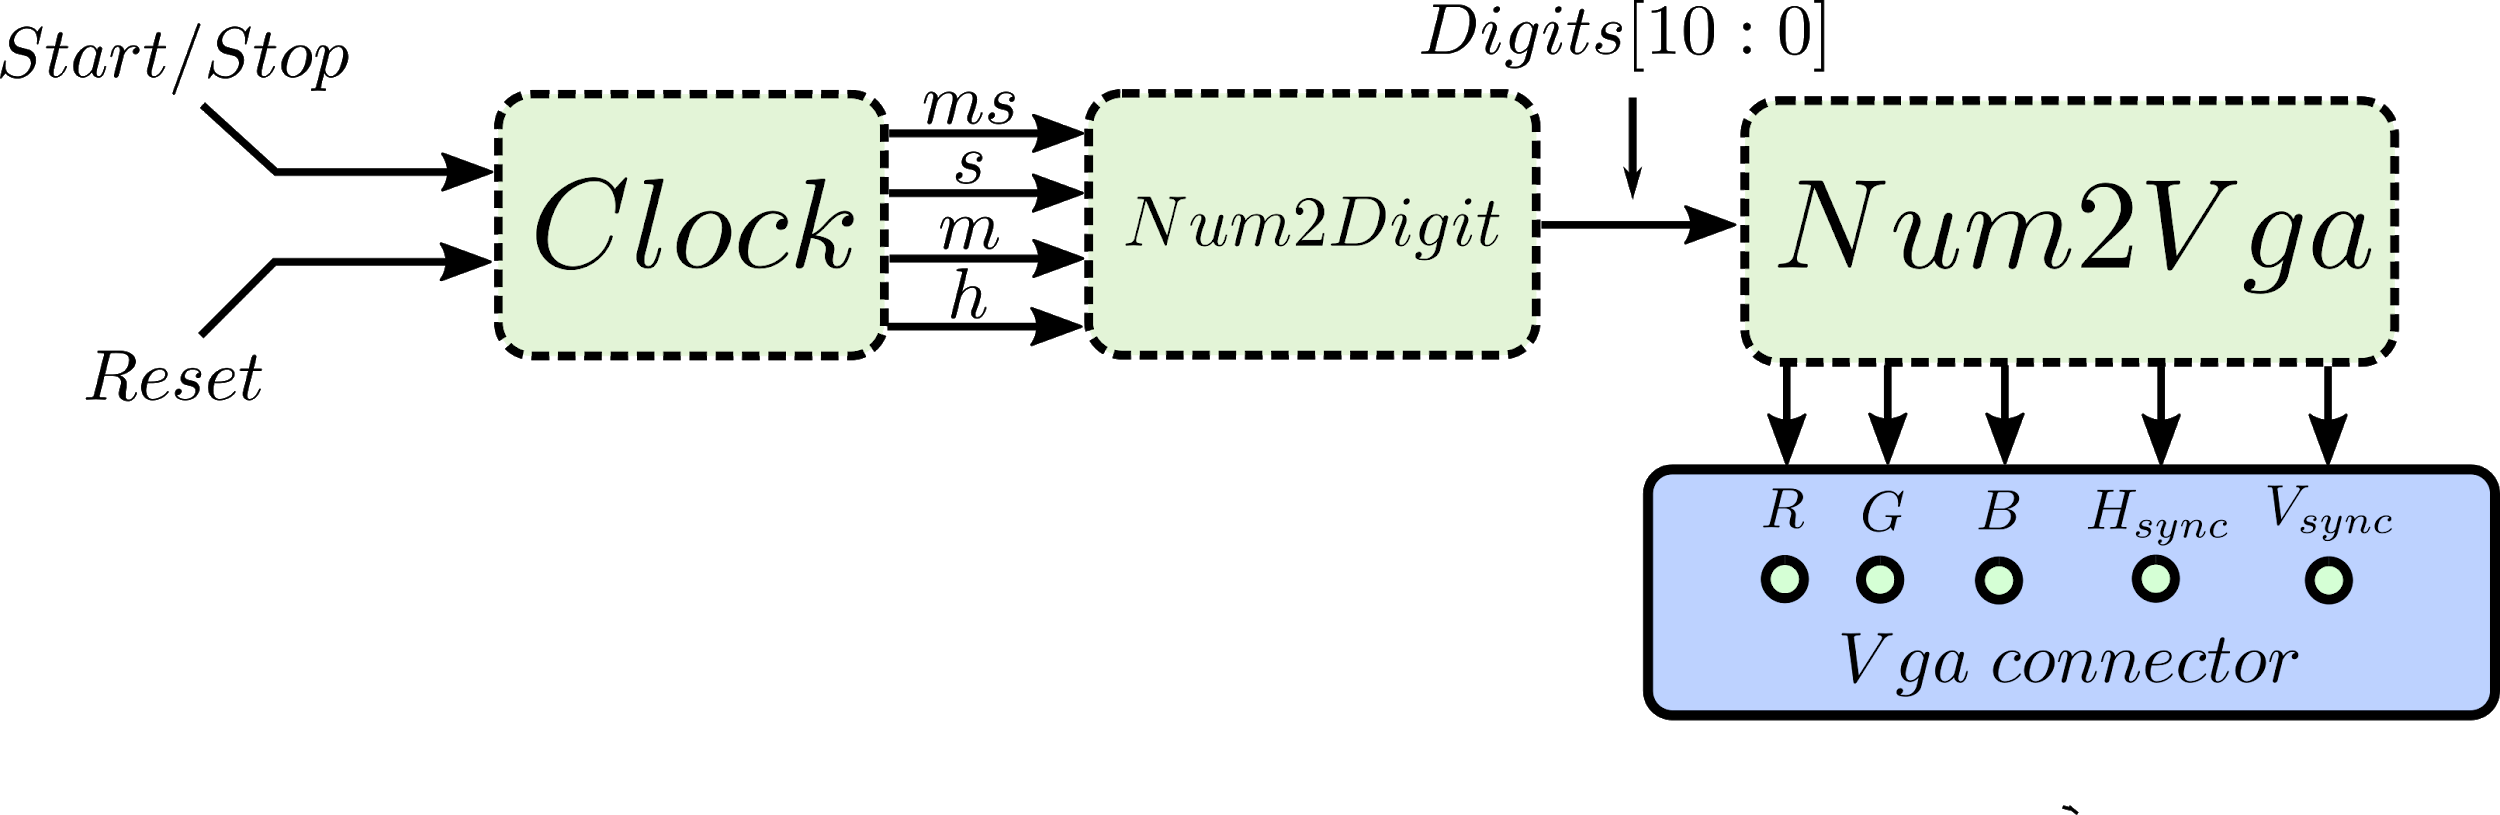 Start/Stop
Reset
Clock
ms
s
m
h
Num2Digit
Digits[10 : 0]
Num2Vga
R G B H_sync V_sync
Vga connector